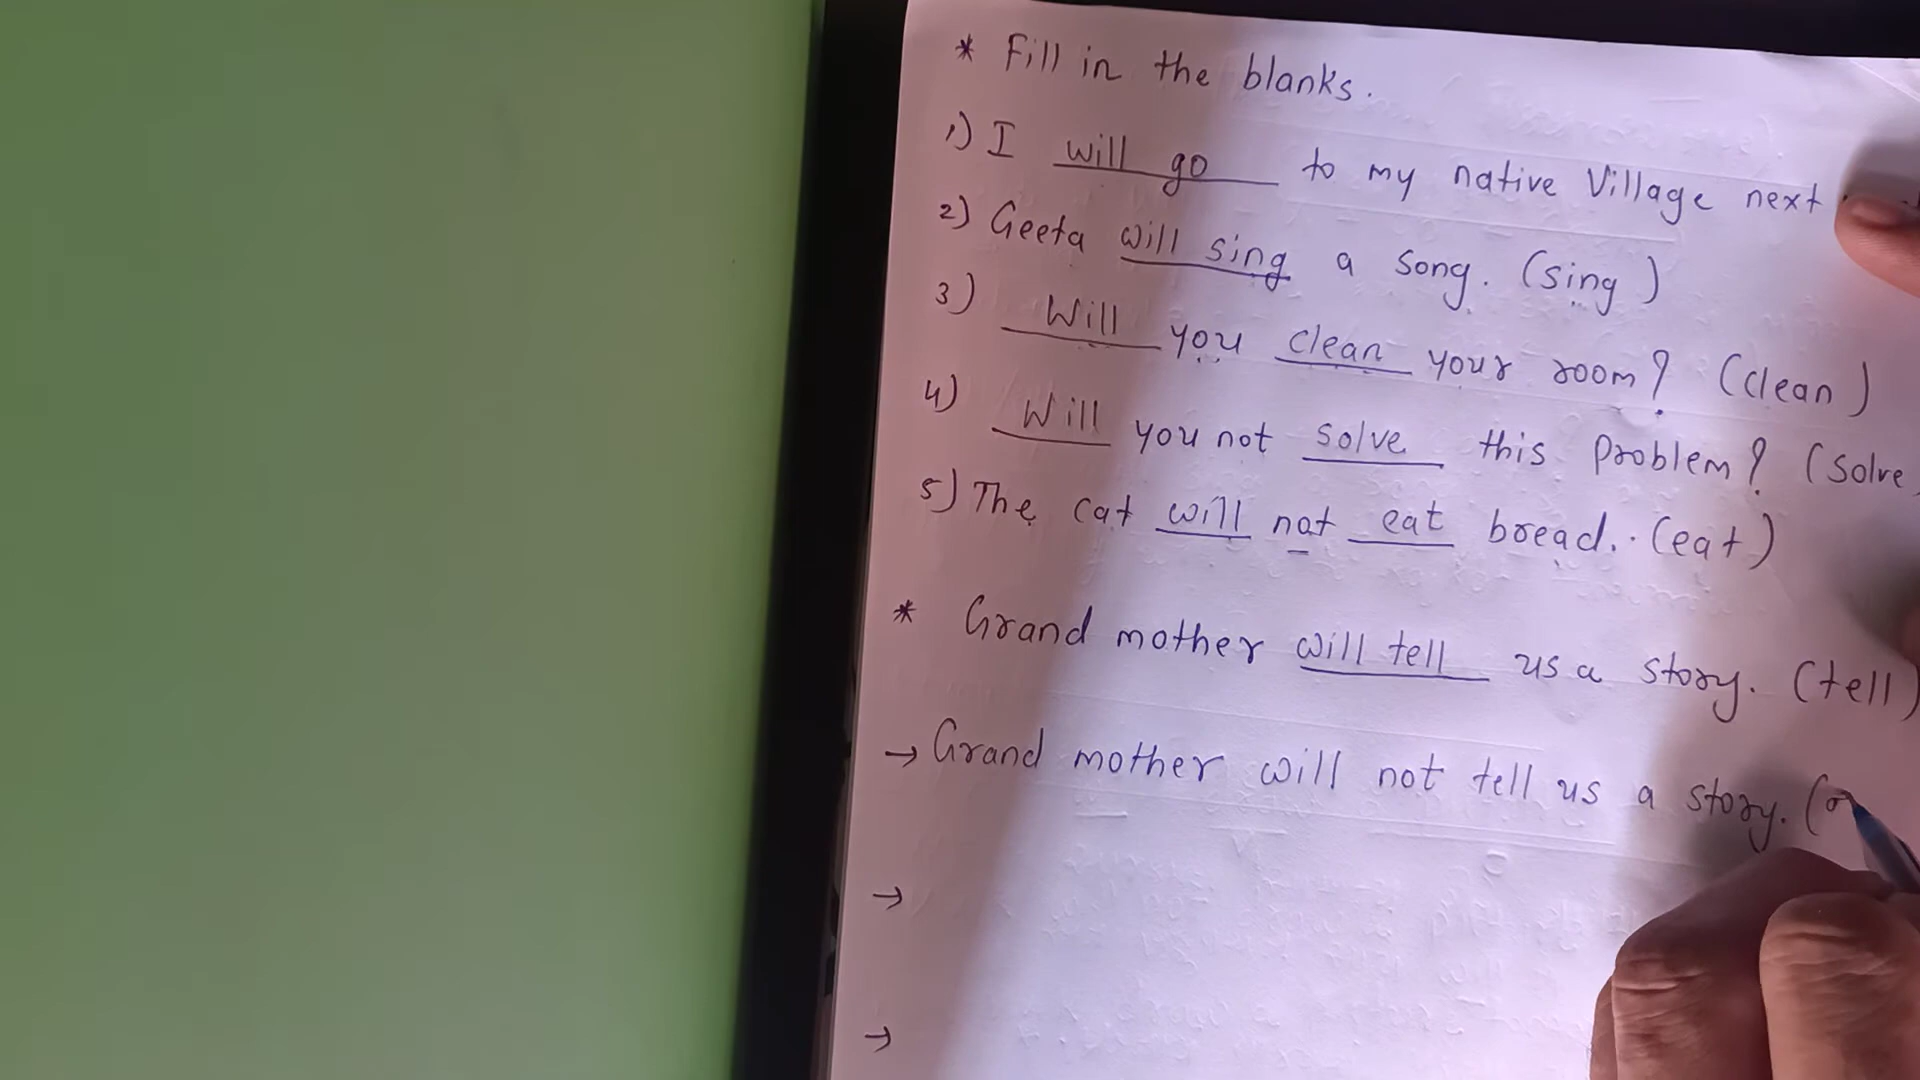 * Fill in the blanks.
1) I will go to my native Village next
2) Geeta will sing a song. (sing)
3) Will you clean your room? (clean)
4) Will you not solve this problem? (solve
5) The cat will not eat bread. (eat)
* Grand mother will tell us a story. (tell)
→ Grand mother will not tell us a story. (
→
→